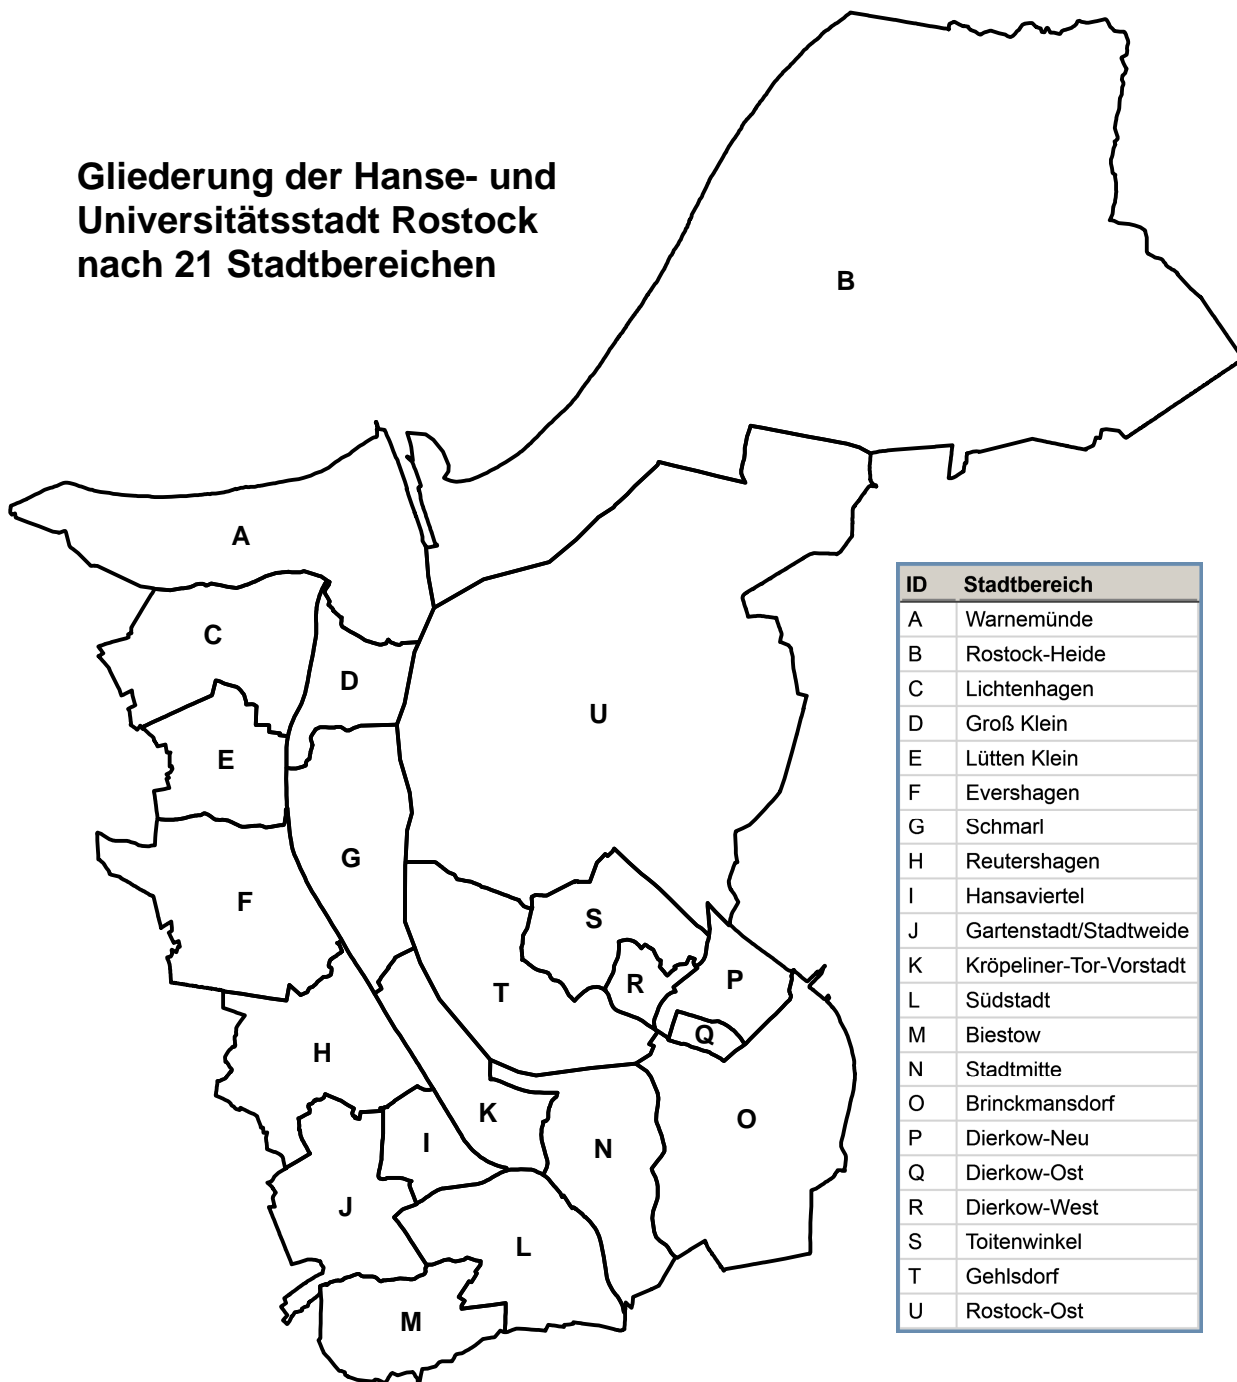 Gliederung der Hanse- und
Universitätsstadt Rostock
nach 21 Stadtbereichen
B
A
C
D
U
E
G
F
S
P
R
T
Q
H
K
O
I
N
J
L
M
ID Stadtbereich
A Warnemünde
B Rostock-Heide
C Lichtenhagen
D Groß Klein
E Lütten Klein
F Evershagen
G Schmarl
H Reutershagen
I Hansaviertel
J Gartenstadt/Stadtweide
K Kröpeliner-Tor-Vorstadt
L Südstadt
M Biestow
N Stadtmitte
O Brinckmansdorf
P Dierkow-Neu
Q Dierkow-Ost
R Dierkow-West
S Toitenwinkel
T Gehlsdorf
U Rostock-Ost